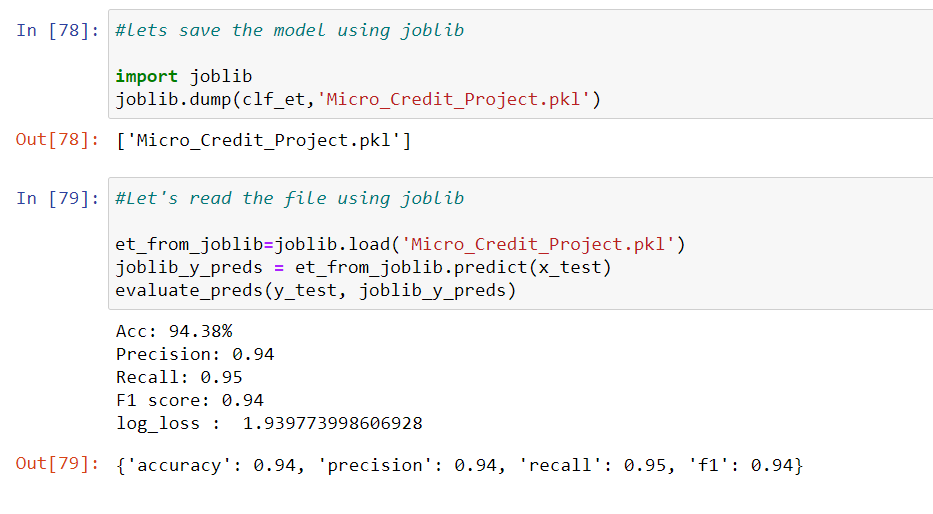 In [78]: #lets save the model using joblib
import joblib
joblib.dump(clf_et,'Micro_Credit_Project.pkl')
Out[78]: ['Micro_Credit_Project.pkl']
In [79]: #Let's read the file using joblib
et_from_joblib=joblib.load('Micro_Credit_Project.pkl')
joblib_y_preds = et_from_joblib.predict(x_test)
evaluate_preds(y_test, joblib_y_preds)
Acc: 94.38%
Precision: 0.94
Recall: 0.95
F1 score: 0.94
log_loss :  1.939773998606928
Out[79]: {'accuracy': 0.94, 'precision': 0.94, 'recall': 0.95, 'f1': 0.94}